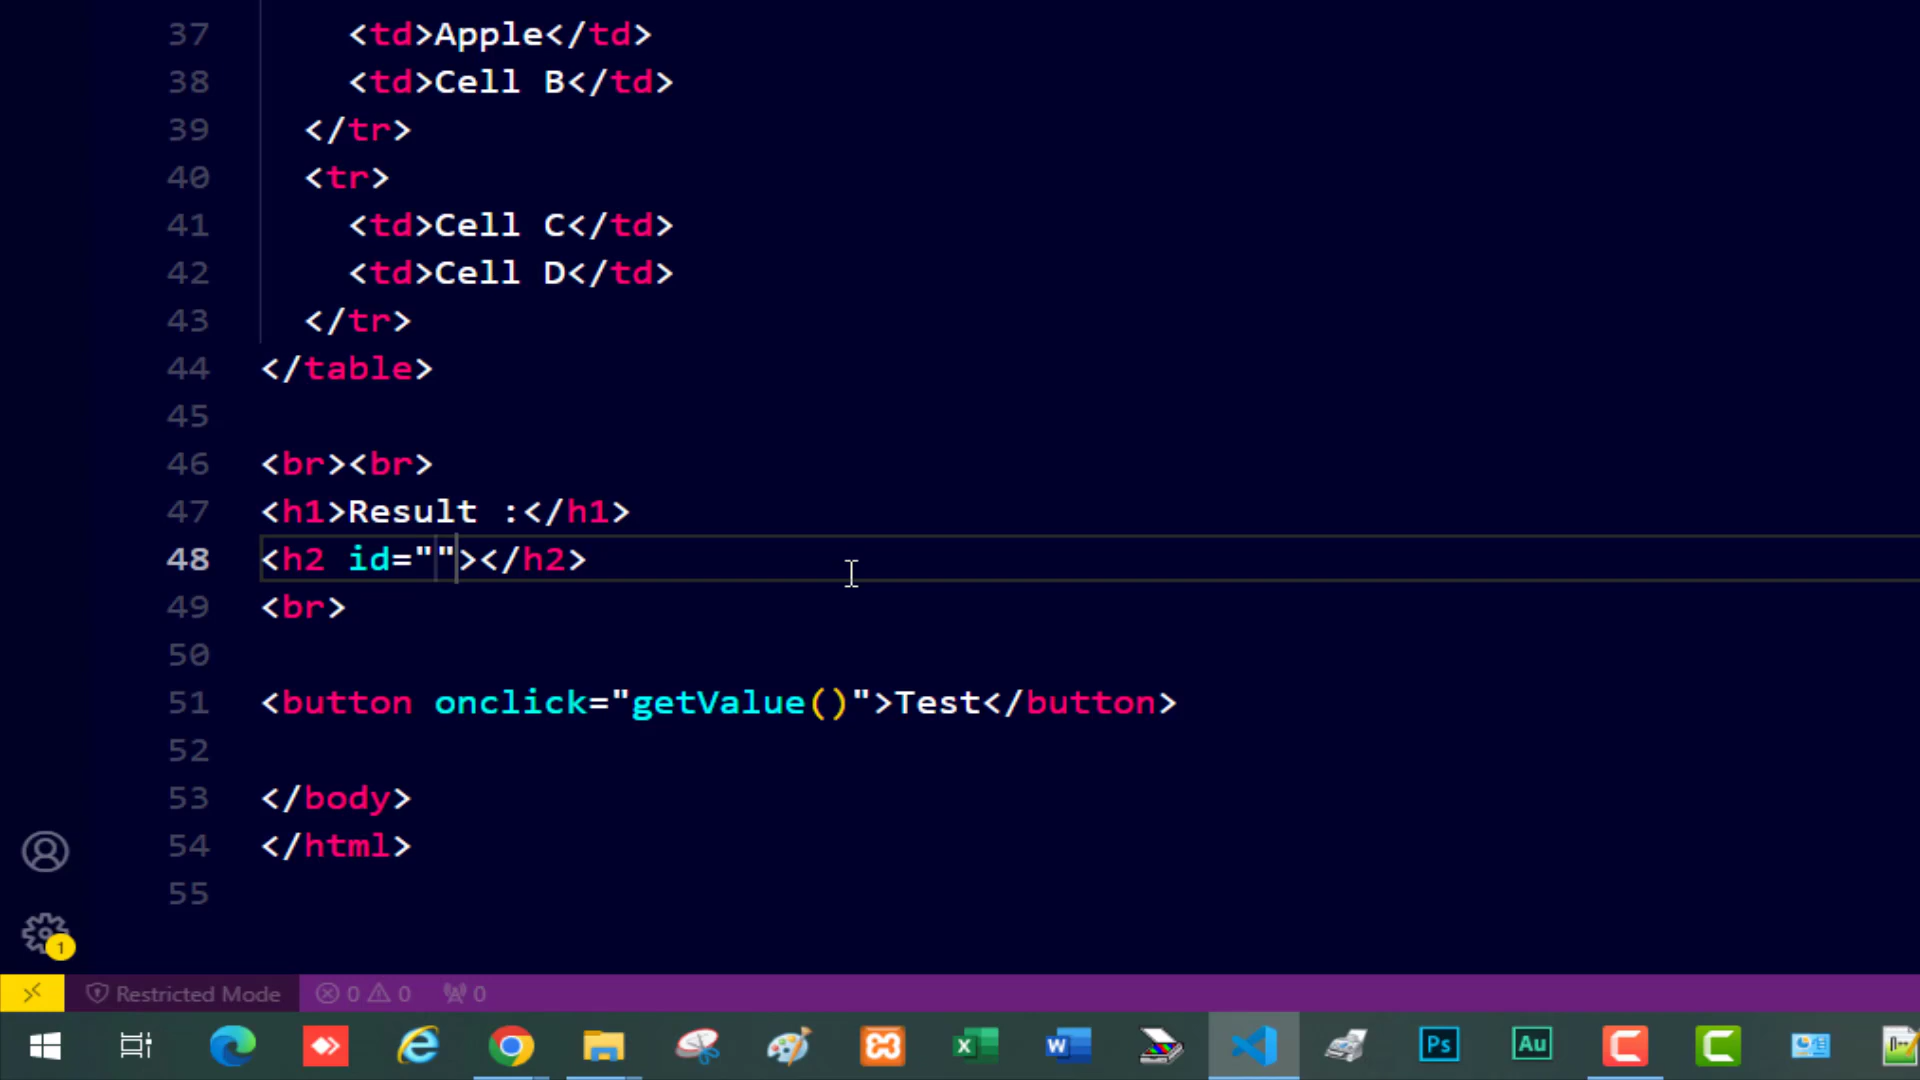 37 <td>Apple</td>
38 <td>Cell B</td>
39 </tr>
40 <tr>
41 <td>Cell C</td>
42 <td>Cell D</td>
43 </tr>
44 </table>
45
46 <br><br>
47 <h1>Result :</h1>
48 <h2 id=""></h2>
49 <br>
50
51 <button onclick="getValue()">Test</button>
52
53 </body>
54 </html>
55
1
Restricted Mode 0 0 0
X W Ps Au